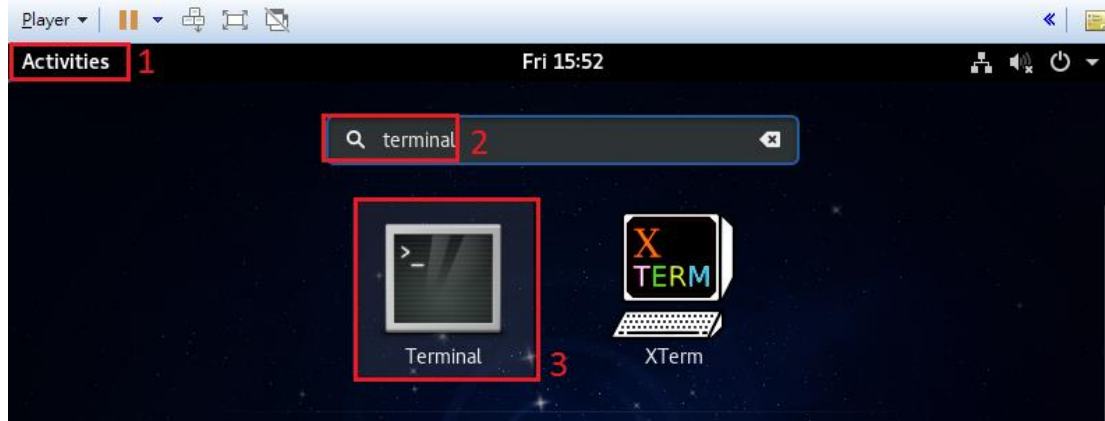 Player
Activities 1 Fri 15:52
terminal 2
>_ X
TERM
Terminal 3 XTerm